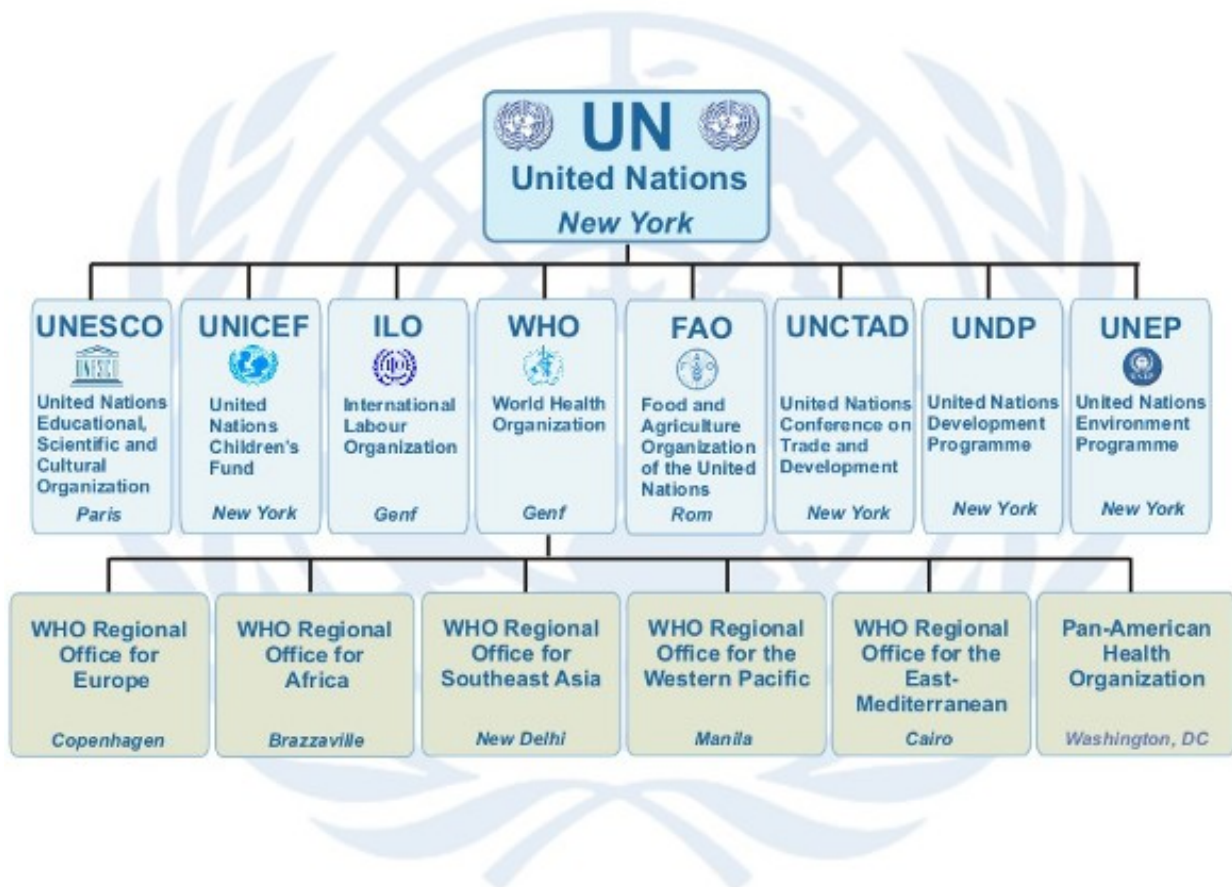 UN
United Nations
New York
UNESCO
UNESCO
United Nations
Educational,
Scientific and
Cultural
Organization
Paris
UNICEF
United
Nations
Children's
Fund
New York
ILO
International
Labour
Organization
Genf
WHO
World Health
Organization
Genf
FAO
Food and
Agriculture
Organization
of the United
Nations
Rom
UNCTAD
United Nations
Conference on
Trade and
Development
New York
UNDP
United Nations
Development
Programme
New York
UNEP
United Nations
Environment
Programme
New York
WHO Regional
Office for
Europe
Copenhagen
WHO Regional
Office for
Africa
Brazzaville
WHO Regional
Office for
Southeast Asia
New Delhi
WHO Regional
Office for the
Western Pacific
Manila
WHO Regional
Office for the
East-
Mediterranean
Cairo
Pan-American
Health
Organization
Washington, DC